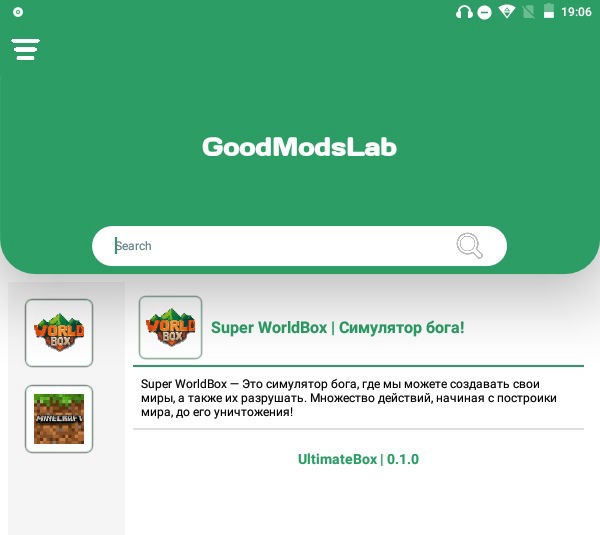 19:06
GoodModsLab
Search
WORLD
BOX
WORLD
BOX
Super WorldBox | Симулятор бога!
MINECRAFT
Super WorldBox — Это симулятор бога, где мы можете создавать свои
миры, а также их разрушать. Множество действий, начиная с построики
мира, до его уничтожения!
UltimateBox | 0.1.0